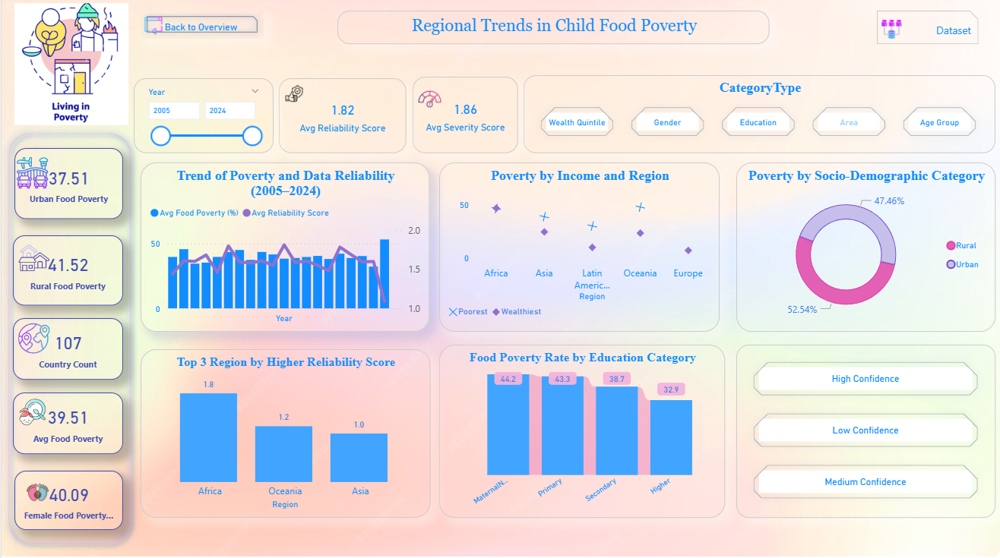 Living in
Poverty
Back to Overview
Regional Trends in Child Food Poverty
Dataset
Year
2005
2024
1.82
Avg Reliability Score
1.86
Avg Severity Score
CategoryType
Wealth Quintile
Gender
Education
Area
Age Group
37.51
Urban Food Poverty
41.52
Rural Food Poverty
107
Country Count
39.51
Avg Food Poverty
40.09
Female Food Poverty...
Trend of Poverty and Data Reliability
(2005–2024)
Avg Food Poverty (%)
Avg Reliability Score
50
0
2.0
1.5
1.0
Year
Poverty by Income and Region
50
0
Africa
Asia
Latin
Americ...
Oceania
Europe
Region
Poorest
Wealthiest
Poverty by Socio-Demographic Category
47.46%
52.54%
Rural
Urban
Top 3 Region by Higher Reliability Score
1.8
1.2
1.0
Africa
Oceania
Asia
Region
Food Poverty Rate by Education Category
44.2
43.3
38.7
32.9
MaternalN...
Primary
Secondary
Higher
High Confidence
Low Confidence
Medium Confidence